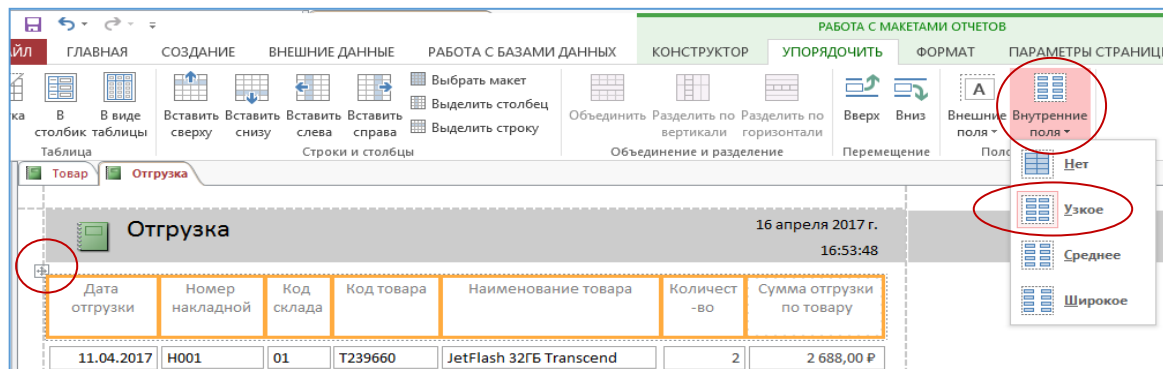 РАБОТА С МАКЕТАМИ ОТЧЕТОВ
ЙЛ ГЛАВНАЯ СОЗДАНИЕ ВНЕШНИЕ ДАННЫЕ РАБОТА С БАЗАМИ ДАННЫХ КОНСТРУКТОР УПОРЯДОЧИТЬ ФОРМАТ ПАРАМЕТРЫ СТРАНИЦ
ка В столбик В виде таблицы Вставить сверху Вставить снизу Вставить слева Вставить справа
Выбрать макет
Выделить столбец
Выделить строку
Объединить Разделить по вертикали Разделить по горизонтали Вверх Вниз Внешние поля Внутренние поля
Таблица Строки и столбцы Объединение и разделение Перемещение Поло
Нет
Узкое
Среднее
Широкое
Товар Отгрузка
Отгрузка
16 апреля 2017 г.
16:53:48
Дата отгрузки Номер накладной Код склада Код товара Наименование товара Количест-во Сумма отгрузки по товару
11.04.2017 Н001 01 Т239660 JetFlash 32ГБ Transcend 2 2 688,00 ₽